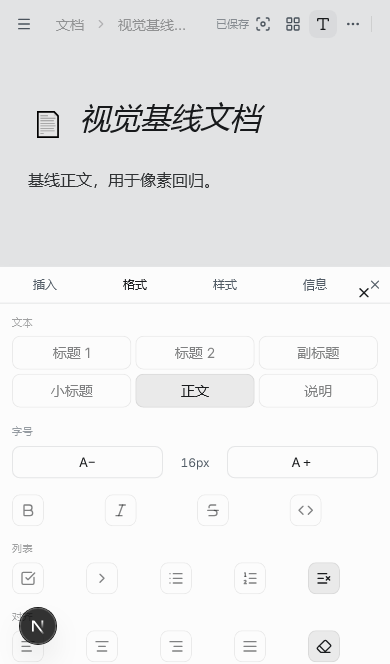 文档 > 视觉基线... 已保存 T ...
视觉基线文档
基线正文，用于像素回归。
插入 格式 样式 信息
文本
标题 1 标题 2 副标题
小标题 正文 说明
字号
A− 16px A+
B I S <>
列表
对
N